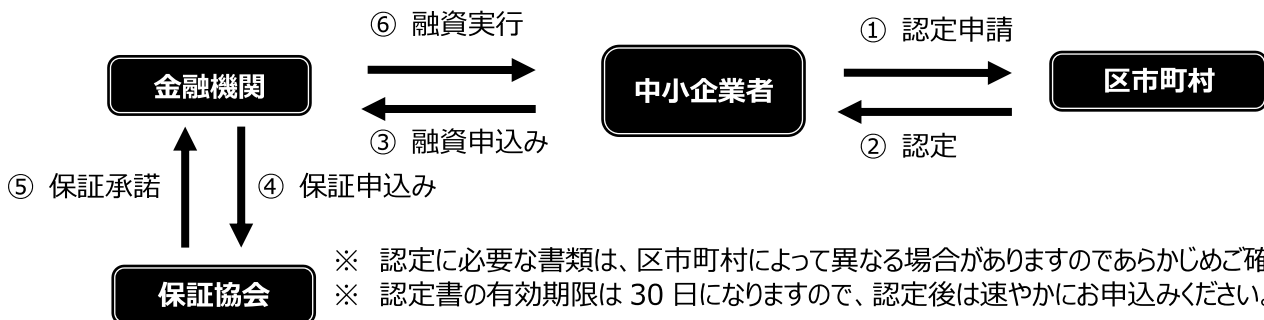 ⑥ 融資実行
① 認定申請
金融機関
中小企業者
区市町村
③ 融資申込み
② 認定
⑤ 保証承諾
④ 保証申込み
保証協会
※ 認定に必要な書類は、区市町村によって異なる場合がありますのであらかじめご確
※ 認定書の有効期限は 30 日になりますので、認定後は速やかにお申込みください。